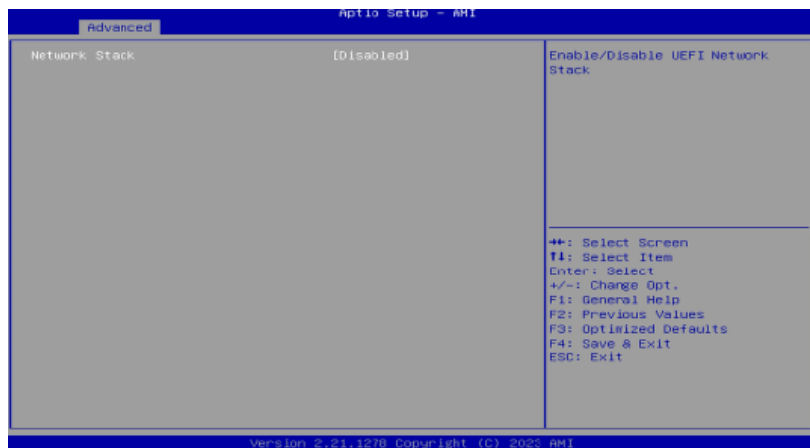 Aptio Setup - AMI
Advanced
Network Stack [Disabled]
Enable/Disable UEFI Network
Stack
→←: Select Screen
↑↓: Select Item
Enter: Select
+/-: Change Opt.
F1: General Help
F2: Previous Values
F3: Optimized Defaults
F4: Save & Exit
ESC: Exit
Version 2.21.1278 Copyright (C) 2023 AMI